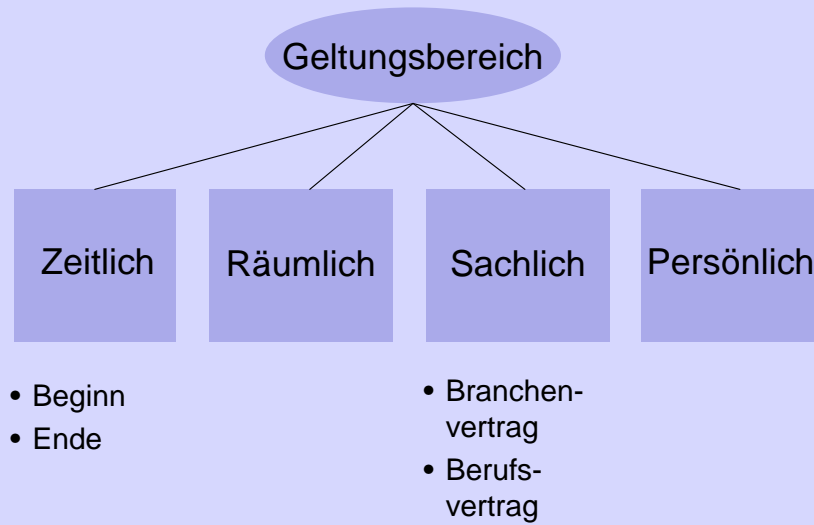 Geltungsbereich
Zeitlich
Räumlich
Sachlich
Persönlich
• Beginn
• Ende
• Branchen-
vertrag
• Berufs-
vertrag